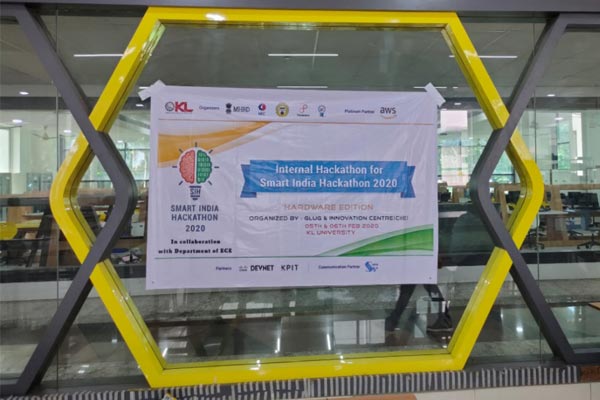 KL Organizers MHRD Platinum Partner aws
Internal Hackathon for
Smart India Hackathon 2020
SMART INDIA
HACKATHON
2020
HARDWARE EDITION
ORGANIZED BY : GLUG & INNOVATION CENTRE(CIIE)
05TH & 06TH FEB 2020
KL UNIVERSITY
In collaboration
with Department of ECE
Partners DEVNET KPIT Communication Partner